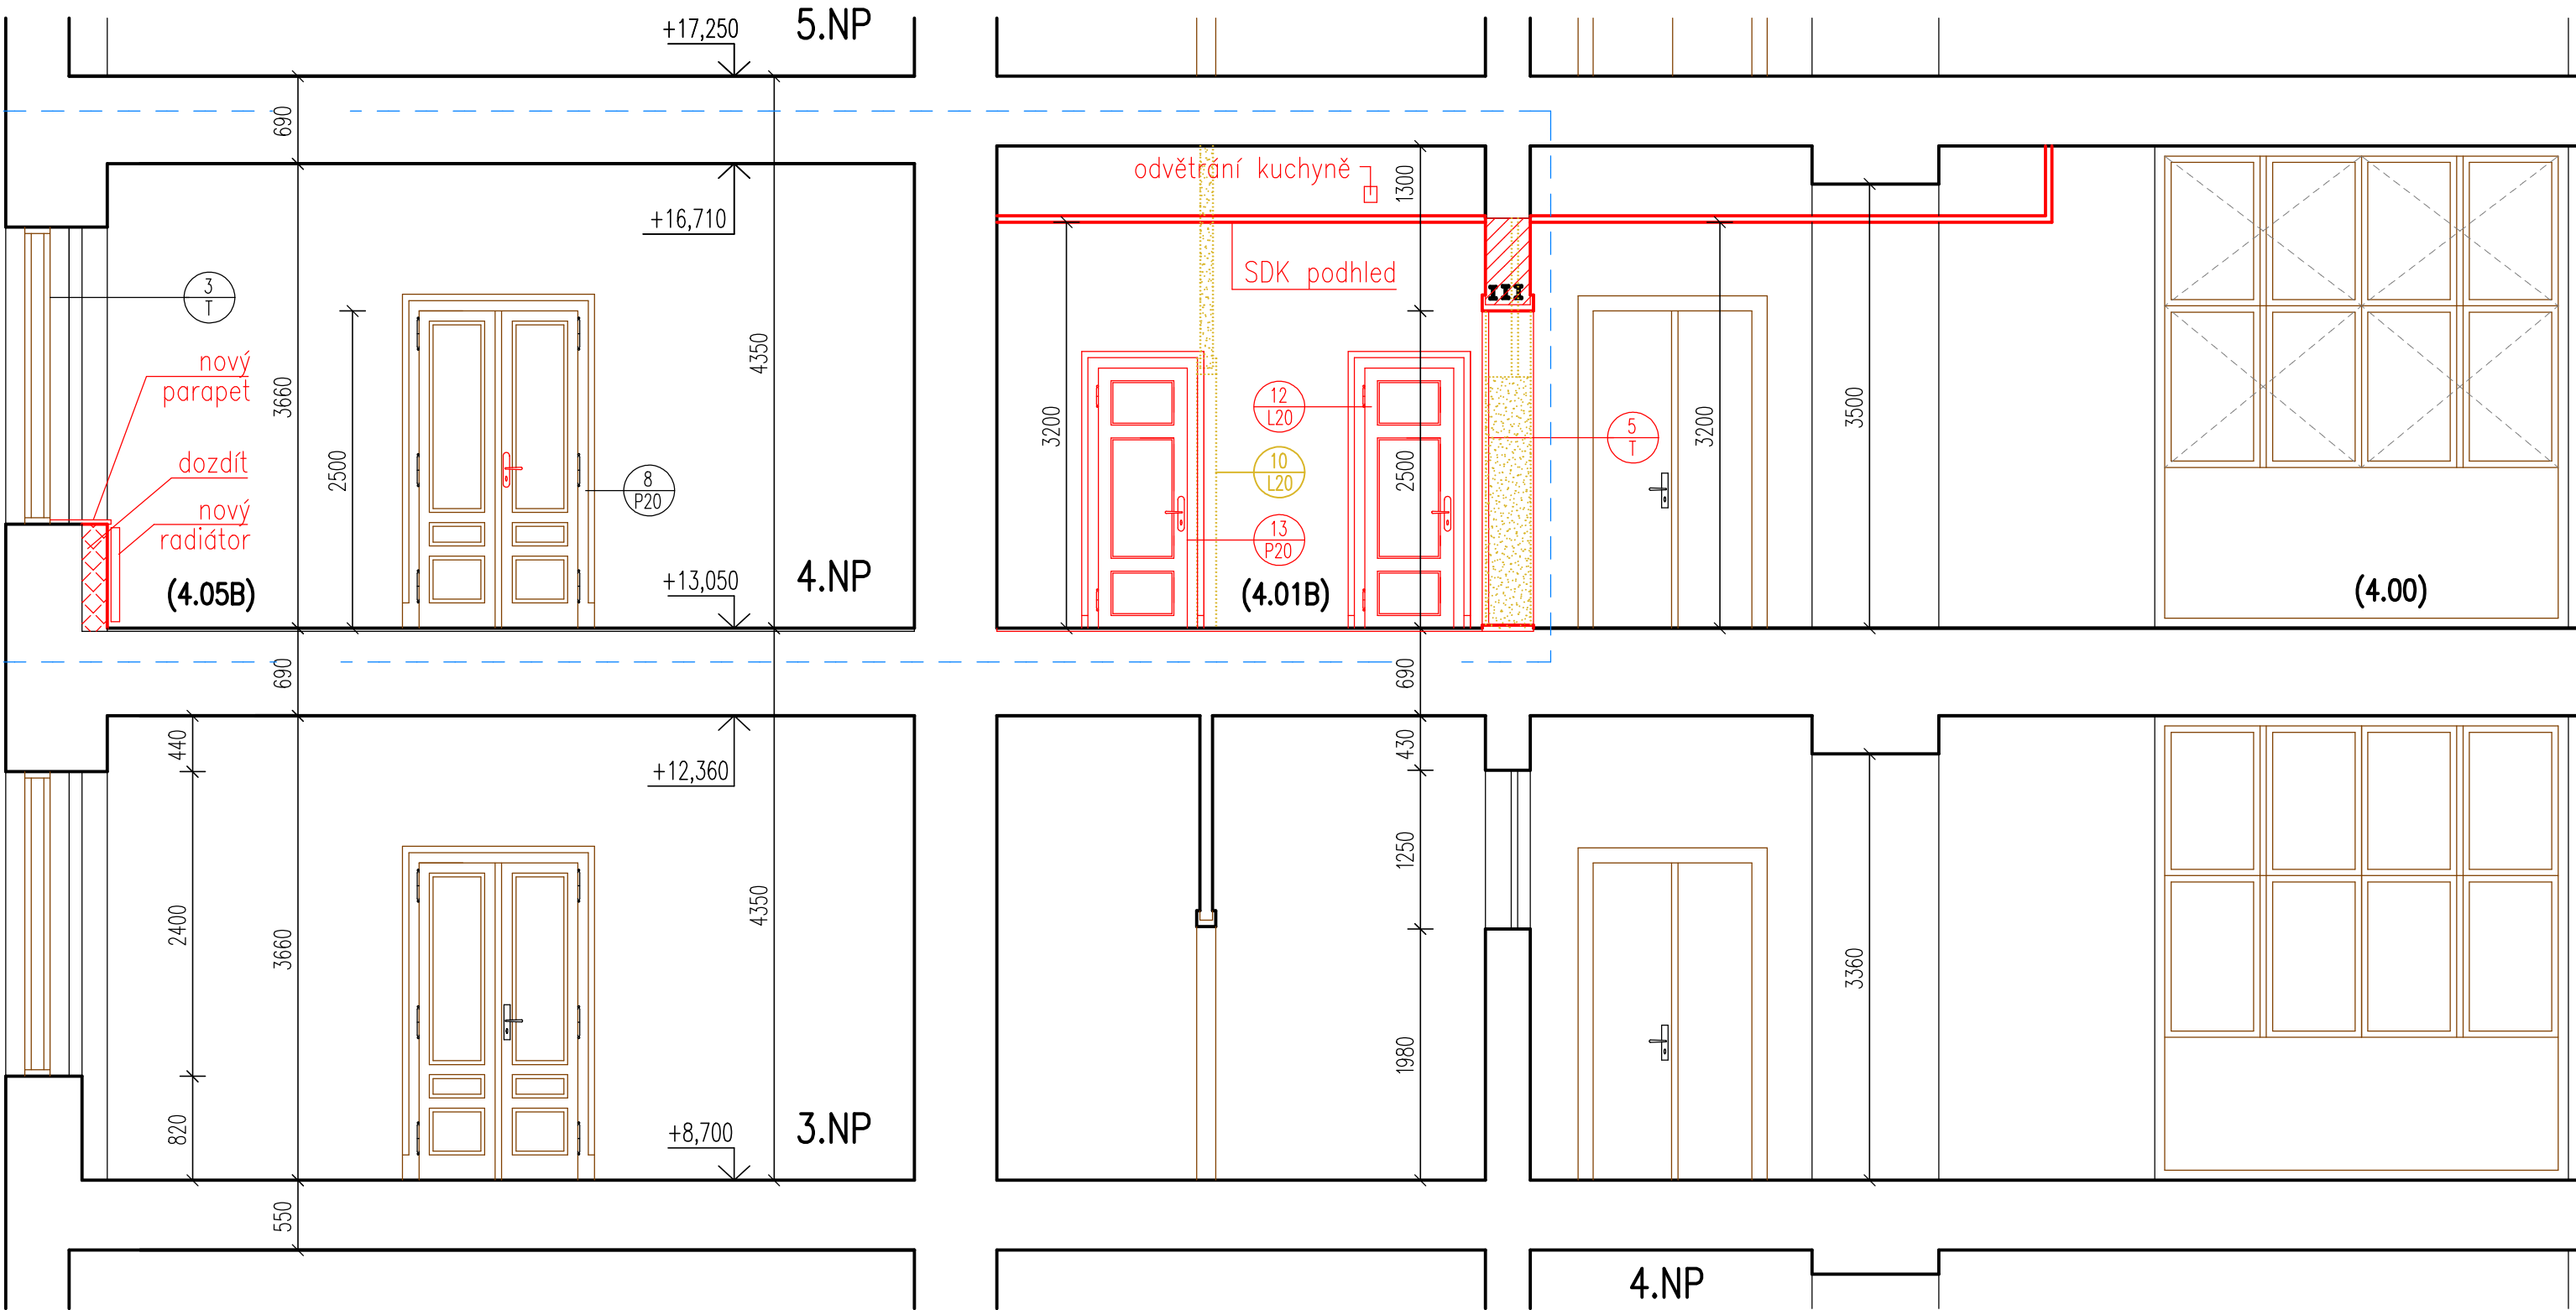 +17,250
5.NP
690
odvětrání kuchyně
1300
+16,710
SDK podhled
3
T
nový
parapet
4350
3660
12
L20
3200
3500
5
T
3200
dozdít
2500
10
L20
2500
8
P20
nový
radiátor
13
P20
(4.05B)
+13,050
4.NP
(4.01B)
(4.00)
690
690
440
+12,360
430
1250
2400
3660
4350
3360
1980
820
+8,700
3.NP
550
4.NP